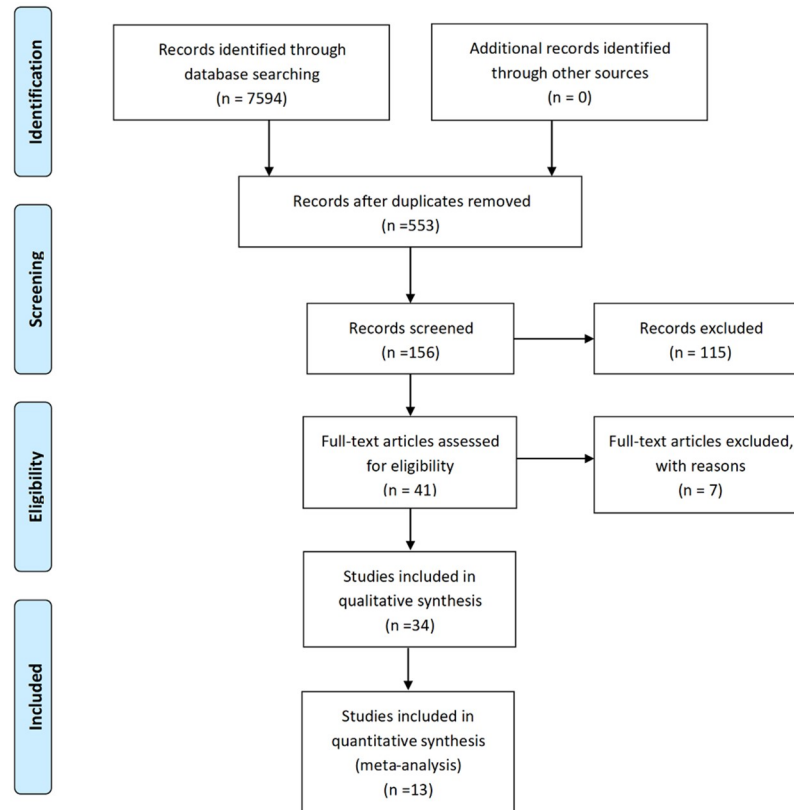 Identification
Records identified through
database searching
(n = 7594)
Additional records identified
through other sources
(n = 0)
Records after duplicates removed
(n =553)
Screening
Records screened
(n =156)
Records excluded
(n = 115)
Eligibility
Full-text articles assessed
for eligibility
(n = 41)
Full-text articles excluded,
with reasons
(n = 7)
Studies included in
qualitative synthesis
(n =34)
Included
Studies included in
quantitative synthesis
(meta-analysis)
(n =13)